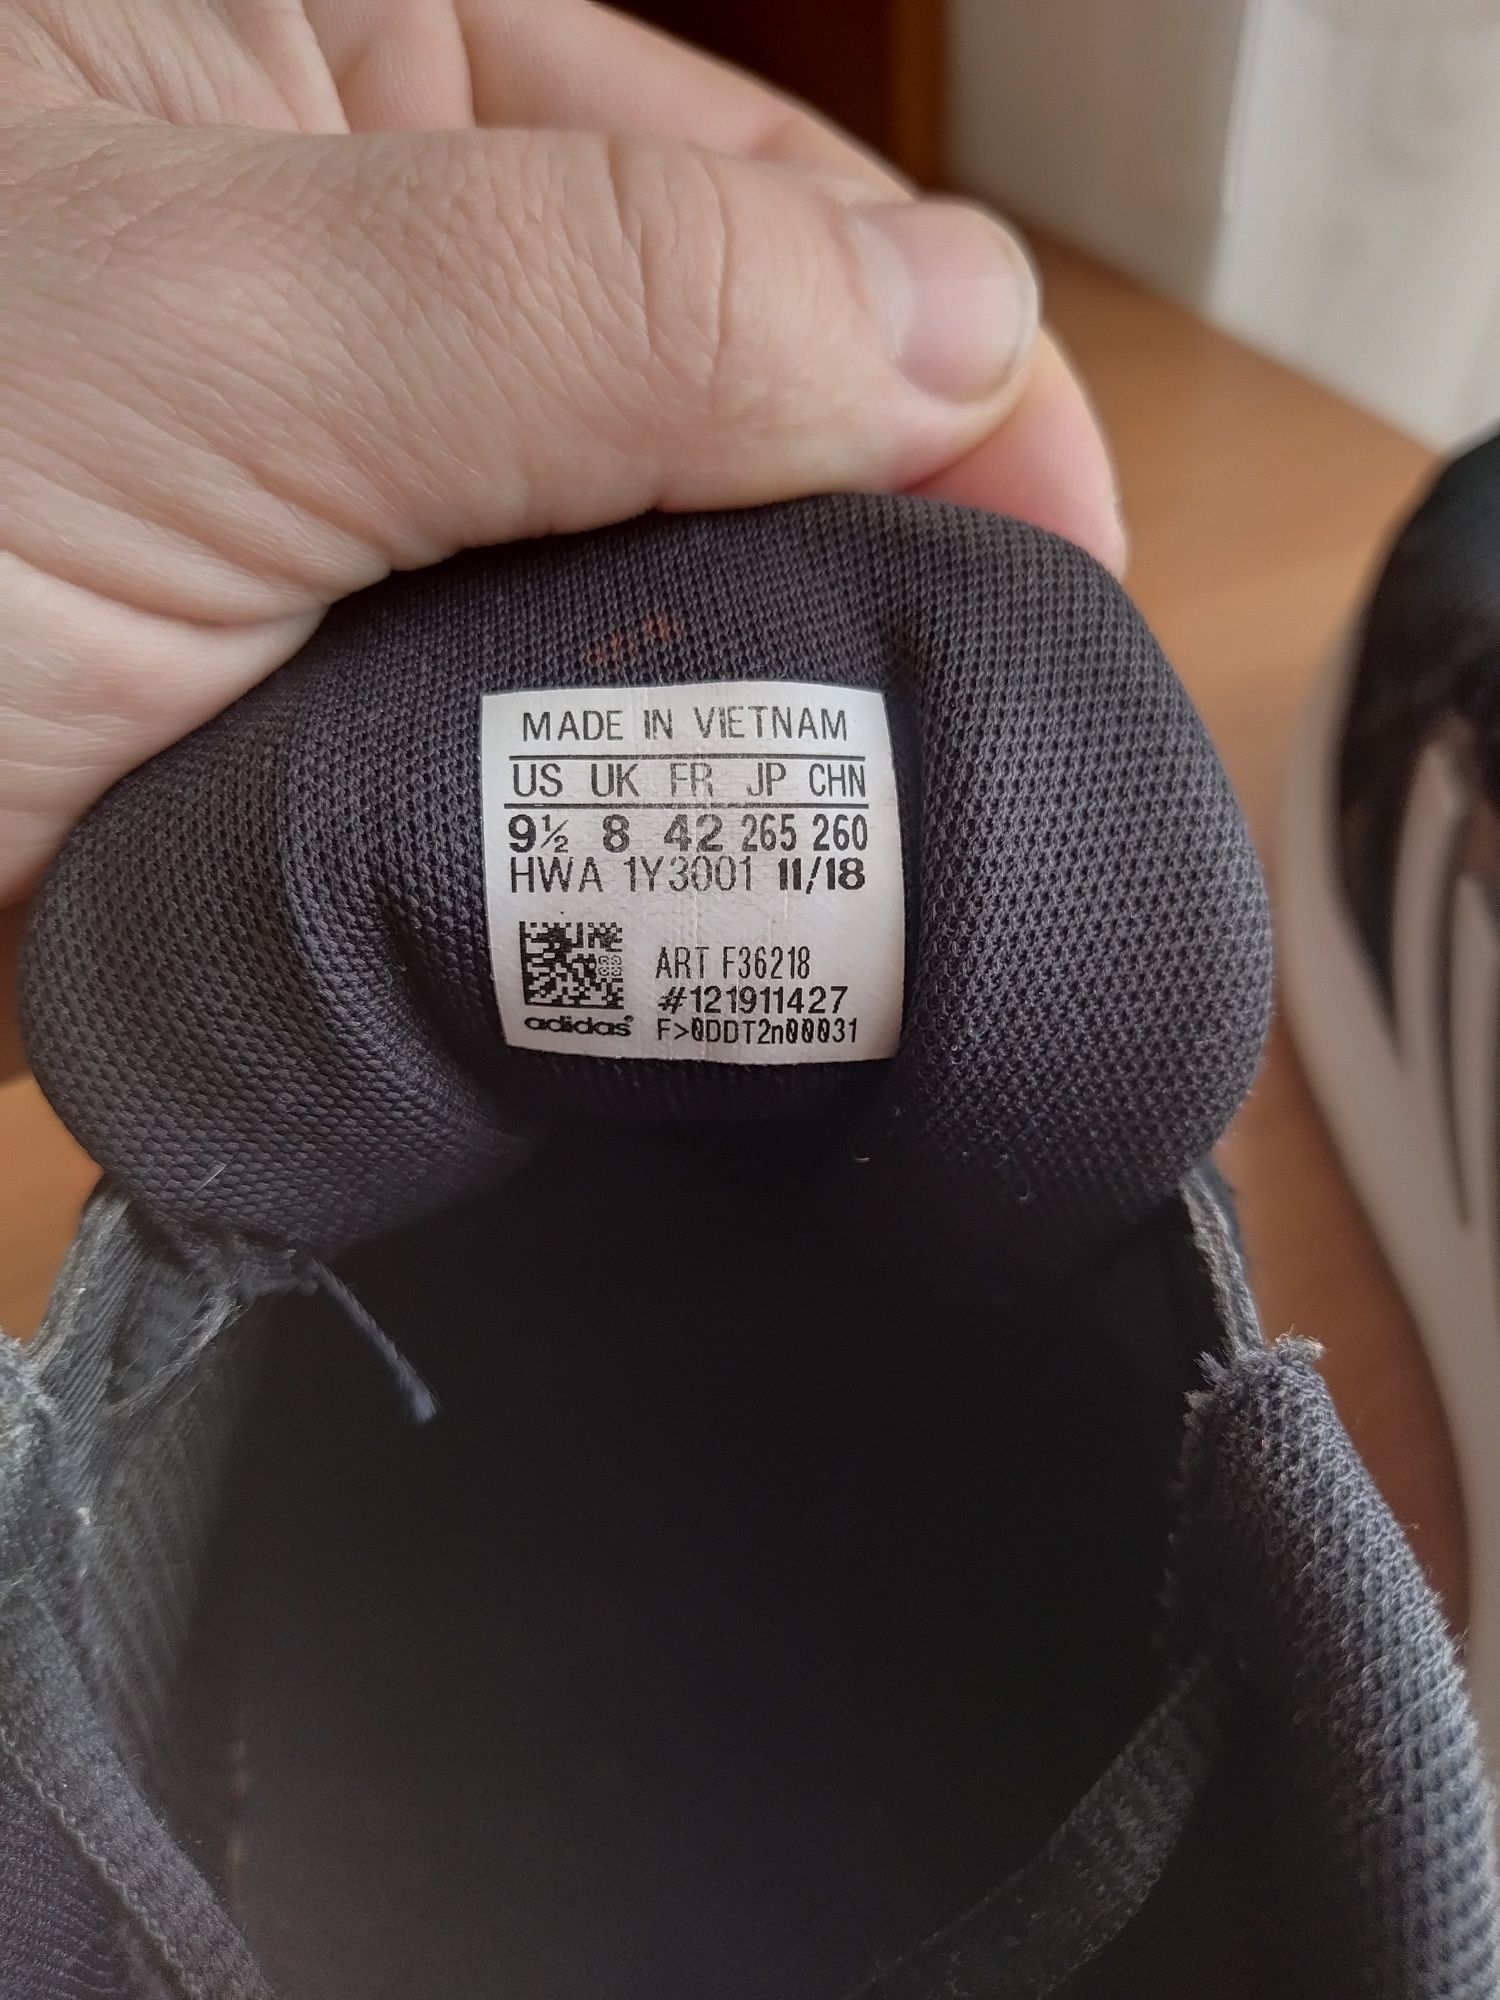 MADE IN VIETNAM
US UK FR JP CHN
9½ 8 42 265 260
HWA 1Y3001 11/18
ART F36218
#121911427
adidas® F>0DDT2n00031